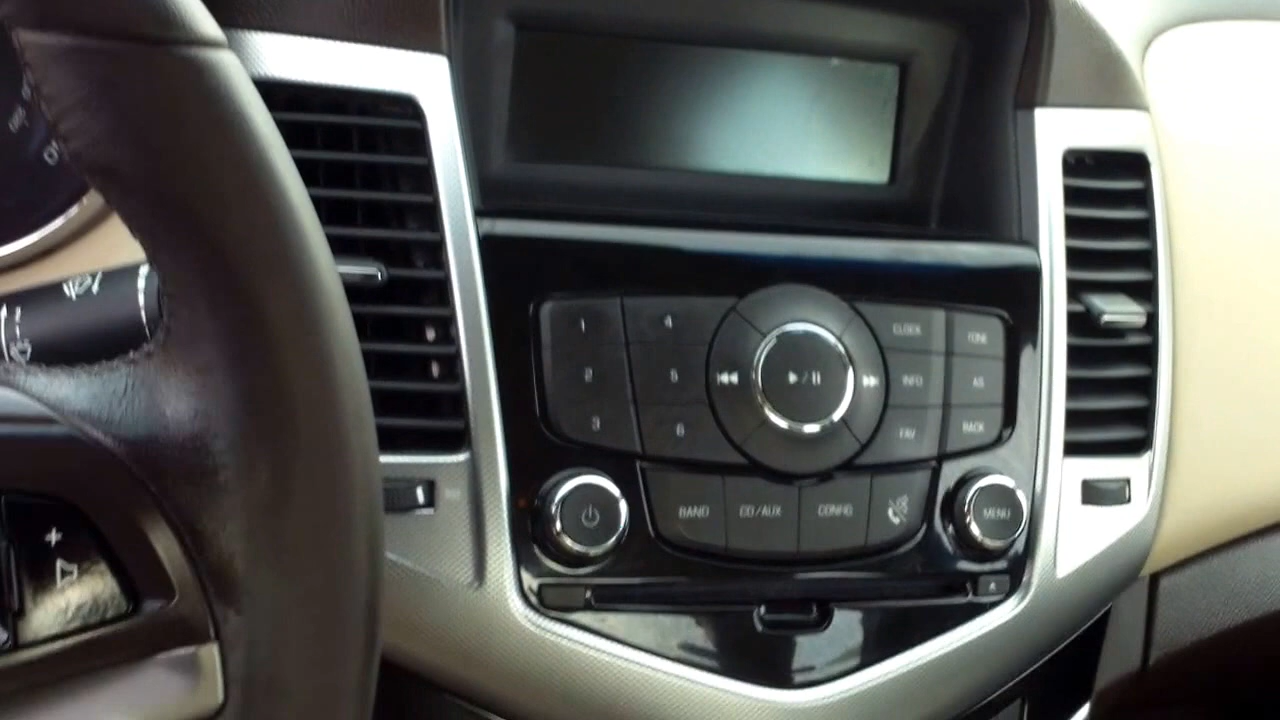 1
4
CLOCK
TONE
2
5
INFO
AS
3
6
FAV
BACK
BAND
CD/AUX
CONFIG
MENU
+